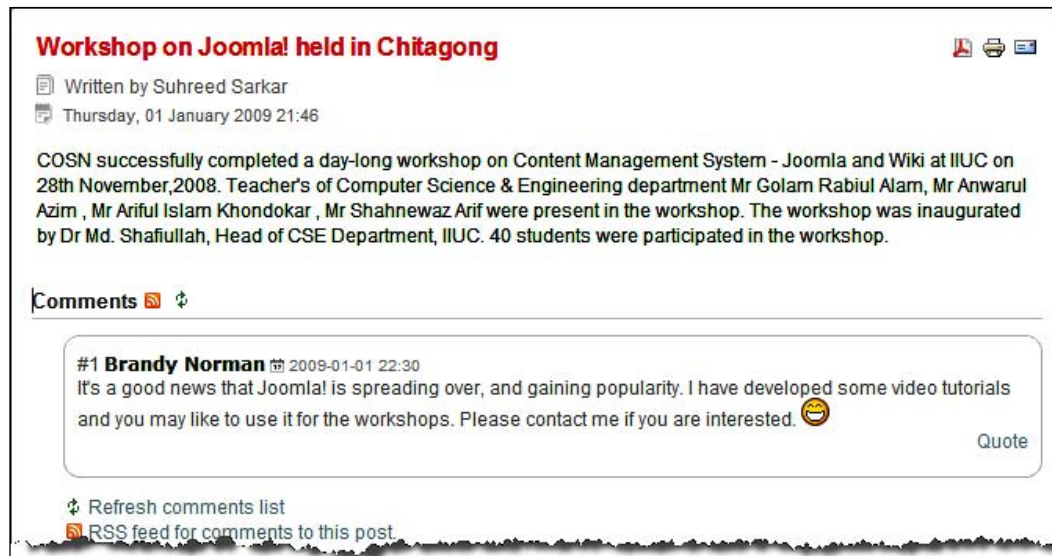 Workshop on Joomla! held in Chitagong
Written by Suhreed Sarkar
Thursday, 01 January 2009 21:46
COSN successfully completed a day-long workshop on Content Management System - Joomla and Wiki at IIUC on
28th November,2008. Teacher's of Computer Science & Engineering department Mr Golam Rabiul Alam, Mr Anwarul
Azim , Mr Ariful Islam Khondokar , Mr Shahnewaz Arif were present in the workshop. The workshop was inaugurated
by Dr Md. Shafiullah, Head of CSE Department, IIUC. 40 students were participated in the workshop.
Comments
#1 Brandy Norman 2009-01-01 22:30
It's a good news that Joomla! is spreading over, and gaining popularity. I have developed some video tutorials
and you may like to use it for the workshops. Please contact me if you are interested.
Quote
Refresh comments list
RSS feed for comments to this post.